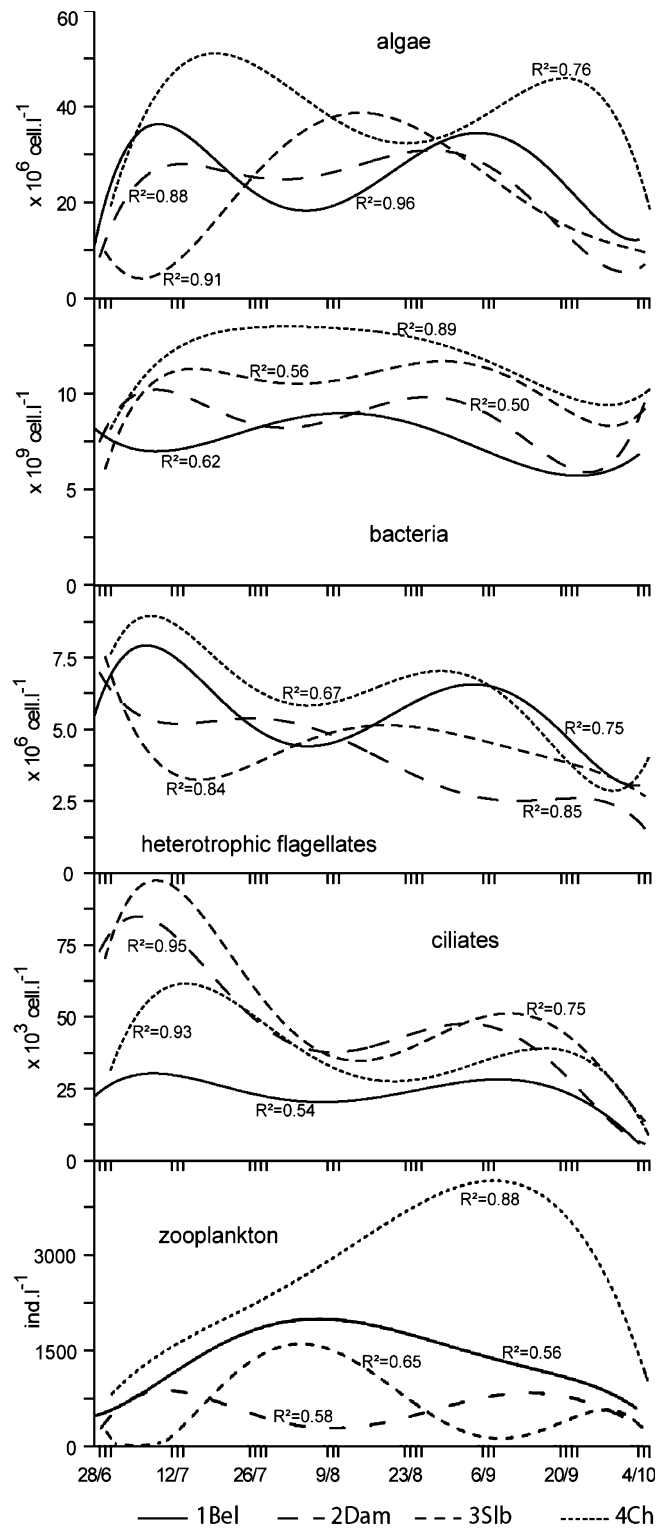 algae
60
40
20
0
x 10⁶ cell.l⁻¹
R²=0.76
R²=0.88
R²=0.96
R²=0.91
10
5
0
x 10⁹ cell.l⁻¹
R²=0.89
R²=0.56
R²=0.50
R²=0.62
bacteria
7.5
5.0
2.5
0
x 10⁶ cell.l⁻¹
R²=0.67
R²=0.75
R²=0.84
R²=0.85
heterotrophic flagellates
75
50
25
0
x 10³ cell.l⁻¹
ciliates
R²=0.95
R²=0.75
R²=0.93
R²=0.54
zooplankton
3000
1500
0
ind.l⁻¹
R²=0.88
R²=0.56
R²=0.65
R²=0.58
28/6 12/7 26/7 9/8 23/8 6/9 20/9 4/10
1Bel 2Dam 3Slb 4Ch